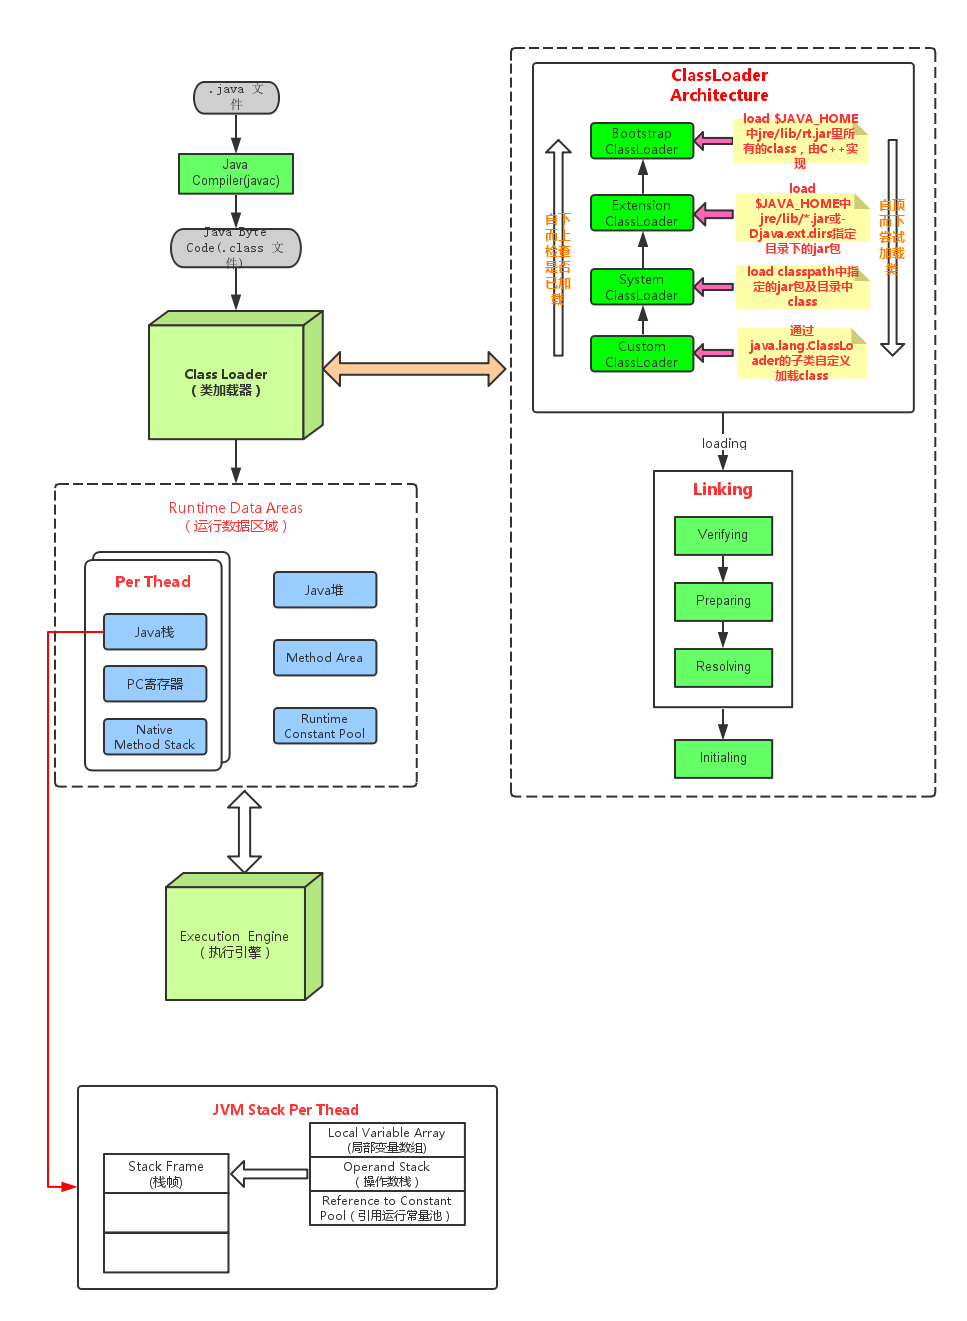 .java 文
件
Java
Compiler(javac)
Java Byte
Code(.class 文
件)
Class Loader
（类加载器）
Runtime Data Areas
（运行数据区域）
Per Thead
Java栈
PC寄存器
Native
Method Stack
Java堆
Method Area
Runtime
Constant Pool
Execution Engine
（执行引擎）
ClassLoader
Architecture
自下
而上
检查
是否
已加
载
Bootstrap
ClassLoader
Extension
ClassLoader
System
ClassLoader
Custom
ClassLoader
load $JAVA_HOME
中jre/lib/rt.jar里所
有的class，由C++实
现
load
$JAVA_HOME中
jre/lib/*.jar或-
Djava.ext.dirs指定
目录下的jar包
load classpath中指
定的jar包及目录中
class
通过
java.lang.ClassLo
ader的子类自定义
加载class
自顶
而下
尝试
加载
类
loading
Linking
Verifying
Preparing
Resolving
Initialing
JVM Stack Per Thead
Stack Frame
(栈帧)
Local Variable Array
(局部变量数组)
Operand Stack
（操作数栈）
Reference to Constant
Pool（引用运行常量池）